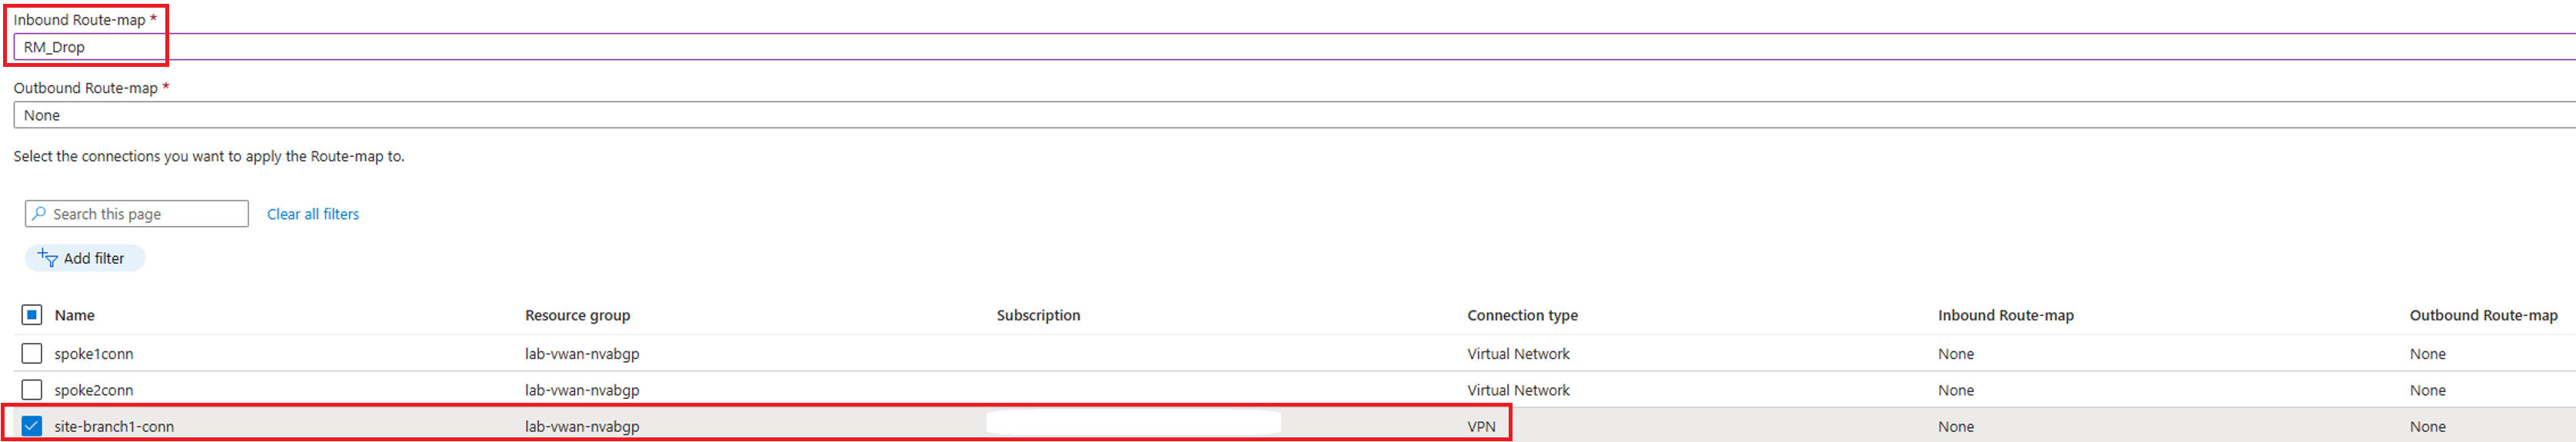 Inbound Route-map *
RM_Drop
Outbound Route-map *
None
Select the connections you want to apply the Route-map to.
Search this page Clear all filters
Add filter
Name Resource group Subscription Connection type Inbound Route-map Outbound Route-map
spoke1conn lab-vwan-nvabgp Virtual Network None None
spoke2conn lab-vwan-nvabgp Virtual Network None None
site-branch1-conn lab-vwan-nvabgp VPN None None